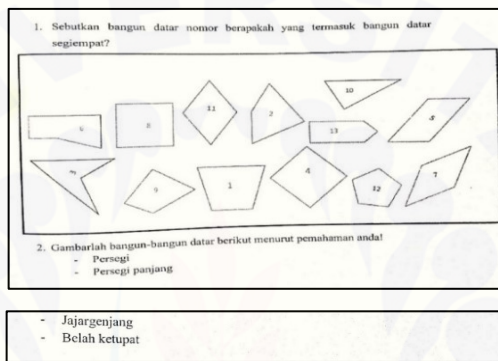 1. Sebutkan bangun datar nomor berapakah yang termasuk bangun datar
segiempat?
10
11
2
6
8
13
5
3
9
1
4
12
7
2. Gambarlah bangun-bangun datar berikut menurut pemahaman anda!
- Persegi
- Persegi panjang
- Jajargenjang
- Belah ketupat